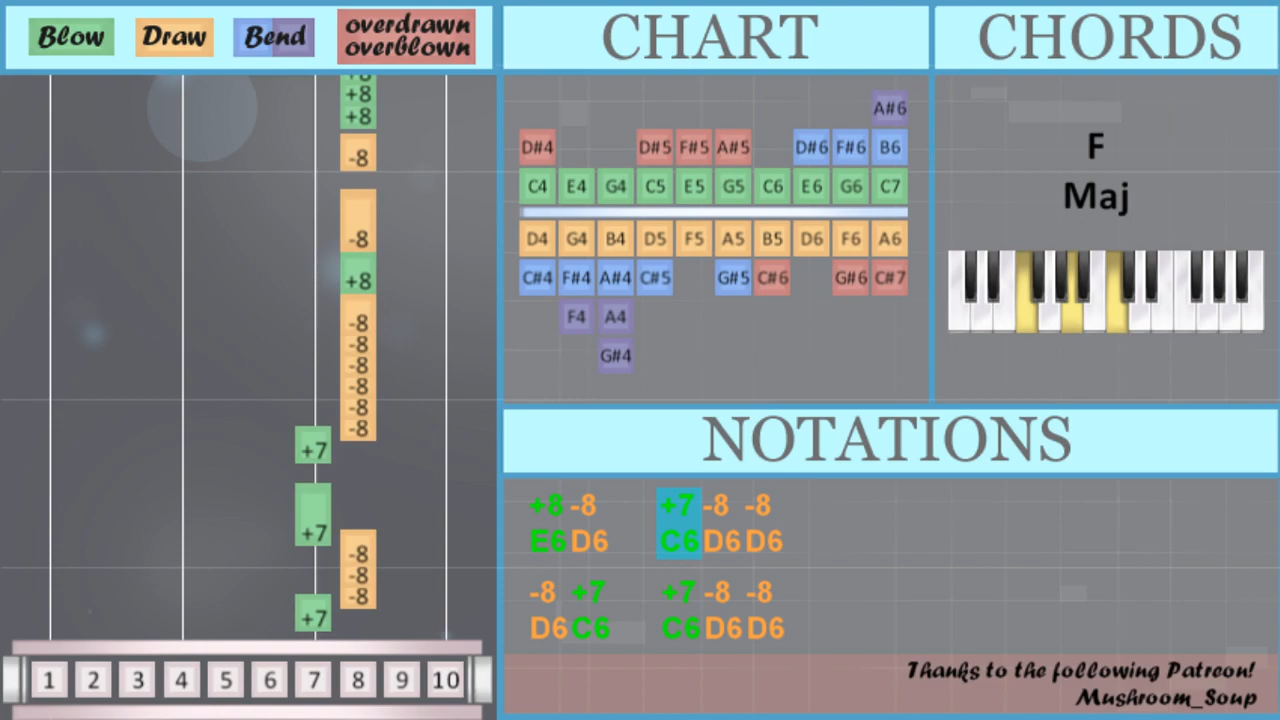 Blow Draw Bend overdrawn overblown
CHART
CHORDS
+8
+8
-8
-8
+8
-8
-8
-8
-8
-8
-8
+7
+7
-8
-8
-8
+7
1 2 3 4 5 6 7 8 9 10
A#6
D#4 D#5 F#5 A#5 D#6 F#6 B6
C4 E4 G4 C5 E5 G5 C6 E6 G6 C7
D4 G4 B4 D5 F5 A5 B5 D6 F6 A6
C#4 F#4 A#4 C#5 G#5 C#6 G#6 C#7
F4 A4
G#4
F
Maj
NOTATIONS
+8 -8 +7 -8 -8
E6 D6 C6 D6 D6
-8 +7 +7 -8 -8
D6 C6 C6 D6 D6
Thanks to the following Patreon!
Mushroom_Soup